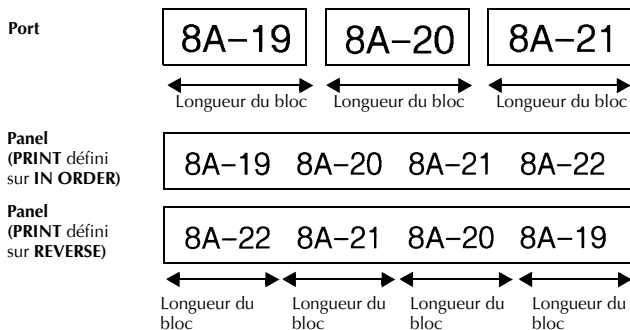 Port
8A–19 8A–20 8A–21
Longueur du bloc Longueur du bloc Longueur du bloc
Panel
(PRINT défini
sur IN ORDER)
8A–19 8A–20 8A–21 8A–22
Panel
(PRINT défini
sur REVERSE)
8A–22 8A–21 8A–20 8A–19
Longueur du bloc
Longueur du bloc
Longueur du bloc
Longueur du bloc